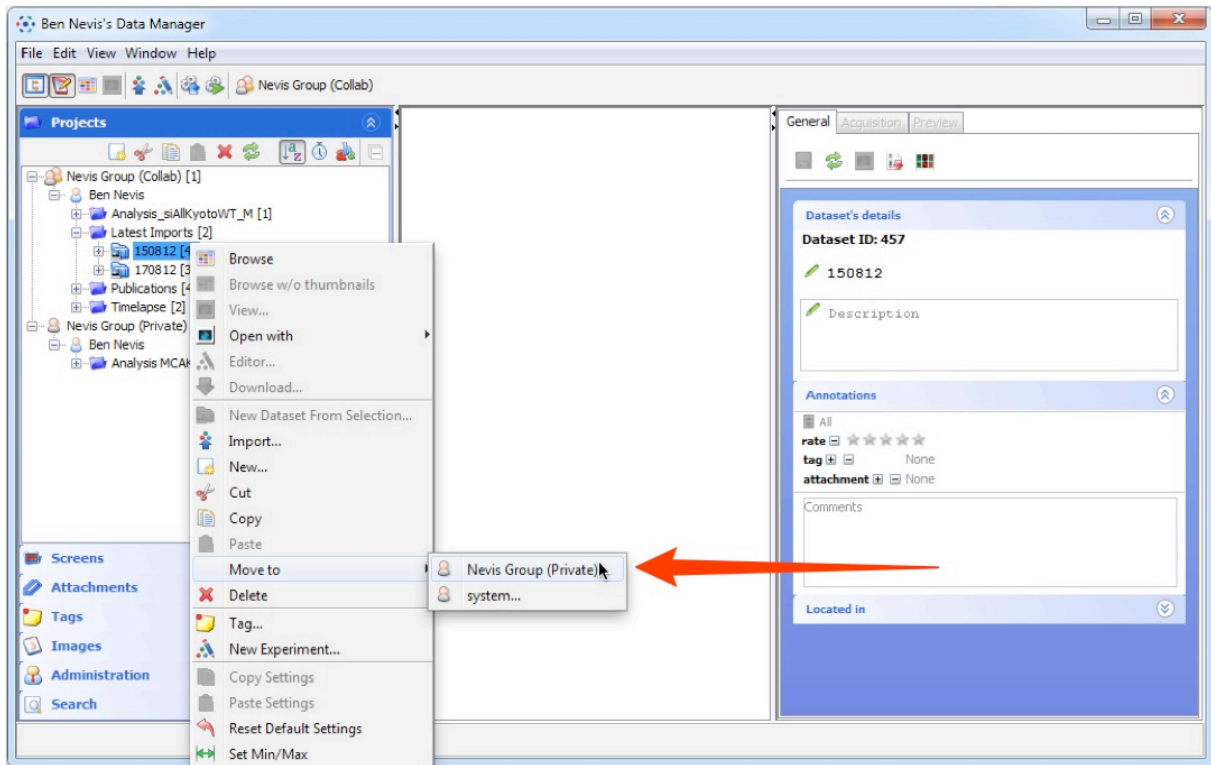 Ben Nevis's Data Manager
File Edit View Window Help
Nevis Group (Collab)
Projects
Nevis Group (Collab) [1]
Ben Nevis
Analysis_siAllKyotoWT_M [1]
Latest Imports [2]
150812 [4
170812 [3
Publications [4
Timelapse [2]
Nevis Group (Private)
Ben Nevis
Analysis MCAK
Screens
Attachments
Tags
Images
Administration
Search
Browse
Browse w/o thumbnails
View...
Open with
Editor...
Download...
New Dataset From Selection...
Import...
New...
Cut
Copy
Paste
Move to
Delete
Tag...
New Experiment...
Copy Settings
Paste Settings
Reset Default Settings
Set Min/Max
Nevis Group (Private)
system...
General Acquisition Preview
Dataset's details
Dataset ID: 457
150812
Description
Annotations
All
rate
tag None
attachment None
Comments
Located in